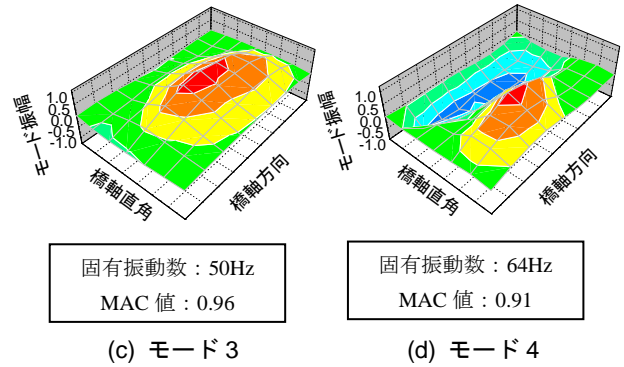 1.0
0.5
0.0
-0.5
-1.0
モード振幅
橋軸直角
橋軸方向
固有振動数：50Hz
MAC 値：0.96
(c) モード 3
1.0
0.5
0.0
-0.5
-1.0
モード振幅
橋軸直角
橋軸方向
固有振動数：64Hz
MAC 値：0.91
(d) モード 4